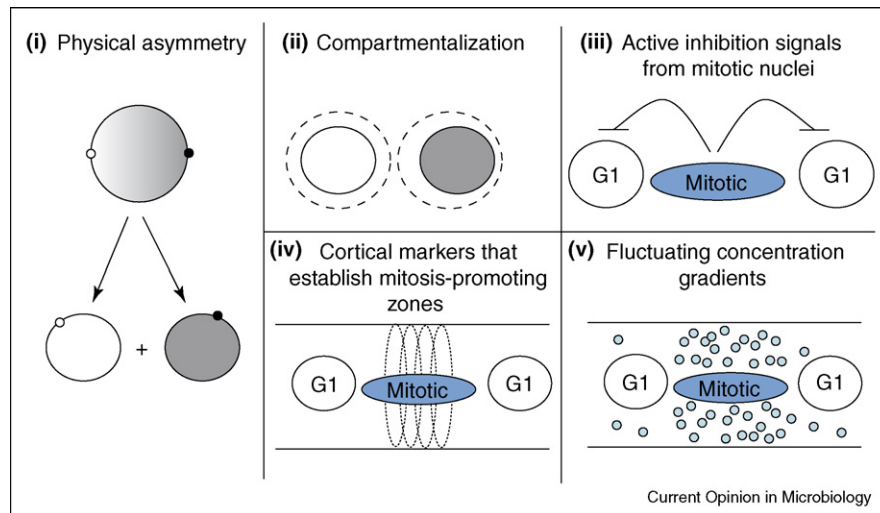 (i) Physical asymmetry
(ii) Compartmentalization
(iii) Active inhibition signals
from mitotic nuclei
G1
Mitotic
G1
(iv) Cortical markers that
establish mitosis-promoting
zones
G1
Mitotic
G1
(v) Fluctuating concentration
gradients
G1
Mitotic
G1
+
Current Opinion in Microbiology